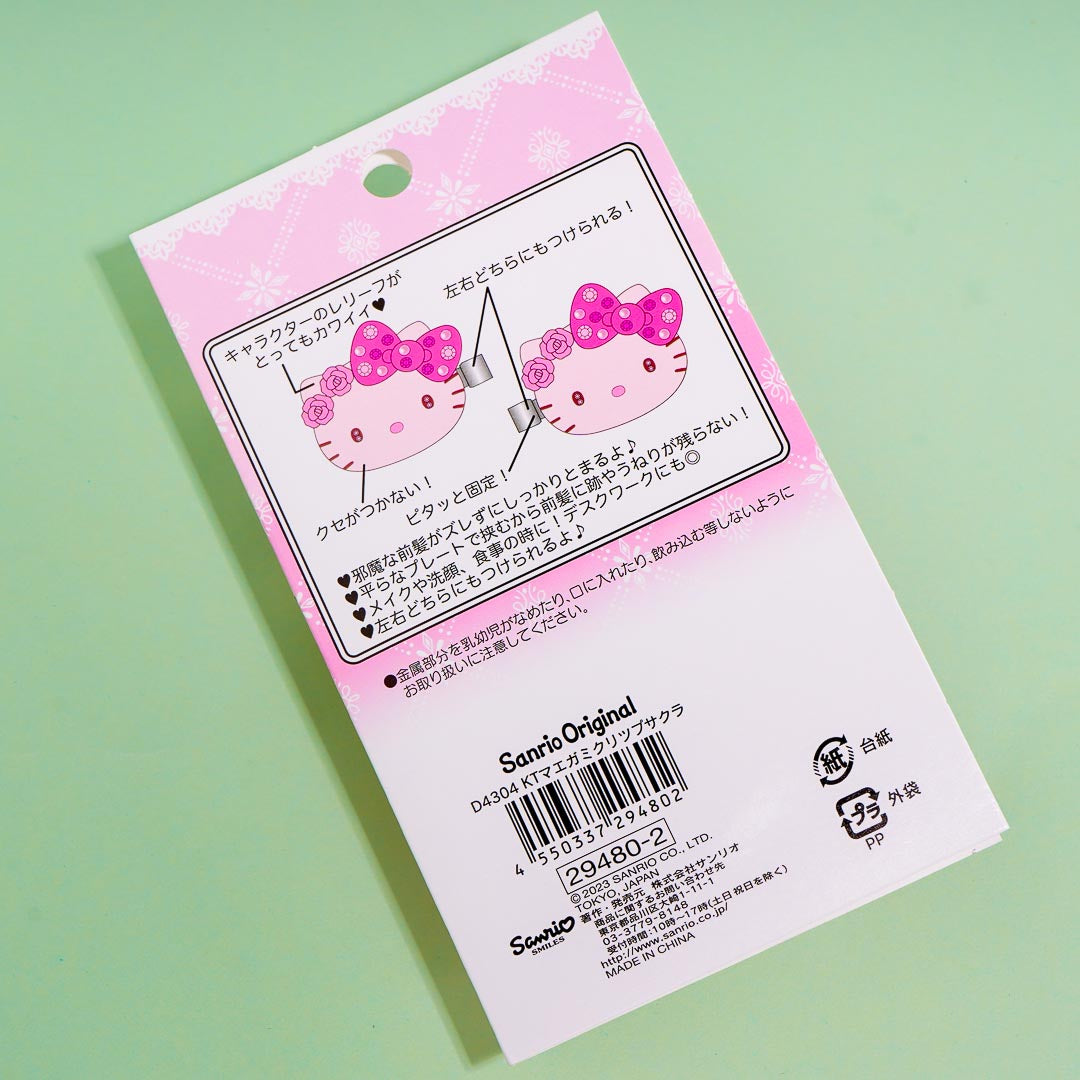 キャラクターのレリーフが
とってもカワイイ♥
左右どちらにもつけられる！
クセがつかない！
ピタッと固定！
♥邪魔な前髪がズレずにしっかりとまるよ♪
♥平らなプレートで挟むから前髪に跡やうねりが残らない！
♥メイクや洗顔、食事の時に！デスクワークにも◎
♥左右どちらにもつけられるよ♪
●金属部分を乳幼児がなめたり、口に入れたり、飲み込む等しないように
お取り扱いに注意してください。
Sanrio Original
D4304 KTマエガミクリツプサクラ
4 550337 294802
29480-2
©2023 SANRIO CO., LTD.
TOKYO, JAPAN
著作・発売元 株式会社サンリオ
商品に関するお問い合わせ先
東京都品川区大崎1-11-1
03-3779-8148
受付時間:10時〜17時(土日祝日を除く)
http://www.sanrio.co.jp/
MADE IN CHINA
Sanrio
SMILES
紙 台紙
プラ 外袋
PP